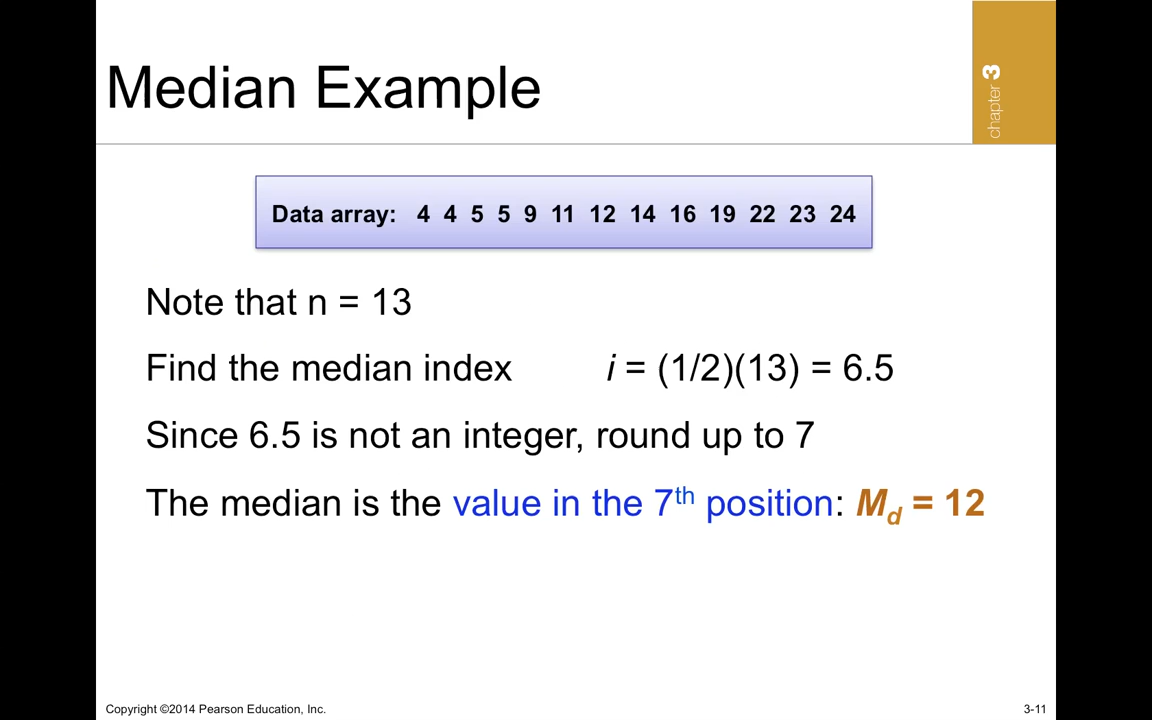 Median Example
chapter 3
Data array: 4 4 5 5 9 11 12 14 16 19 22 23 24
Note that n = 13
Find the median index i = (1/2)(13) = 6.5
Since 6.5 is not an integer, round up to 7
The median is the value in the 7th position: Md = 12
Copyright ©2014 Pearson Education, Inc. 3-11